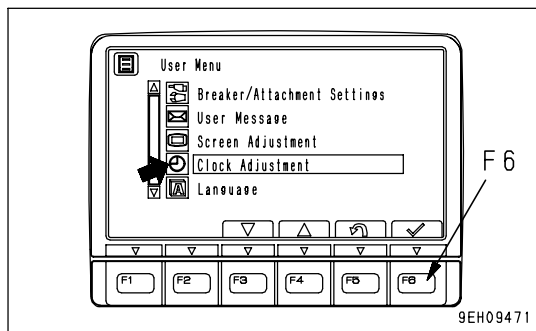 User Menu
Breaker/Attachment Settings
User Message
Screen Adjustment
Clock Adjustment
A Language
F6
F1 F2 F3 F4 F5 F6
9EH09471